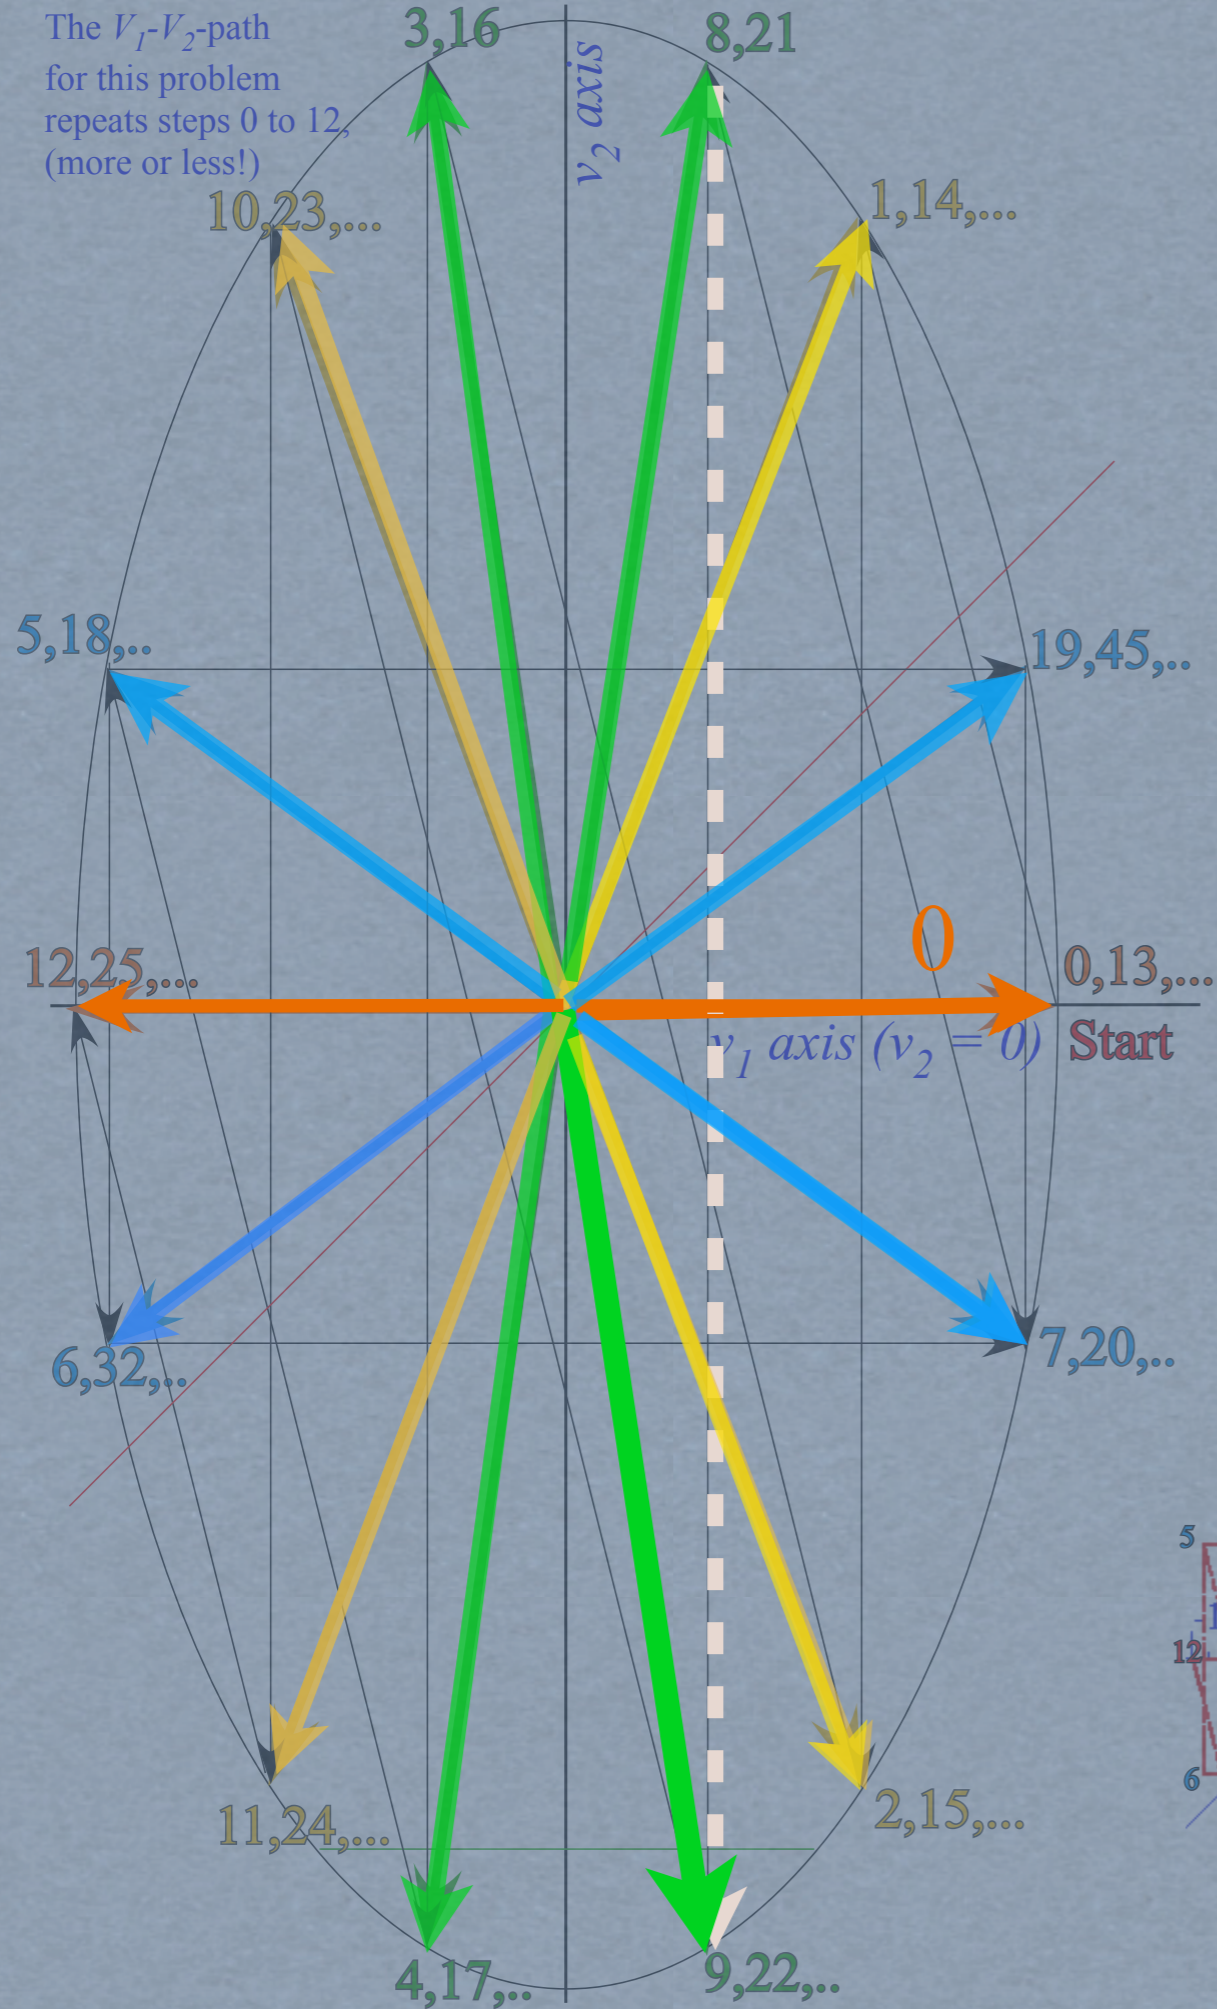 The V₁-V₂-path
for this problem
repeats steps 0 to 12,
(more or less!)
3,16
v₂ axis
8,21
10,23,...
1,14,...
5,18,..
19,45,..
12,25,...
0
0,13,...
v₁ axis (v₂ = 0)
Start
6,32,..
7,20,..
5
-1
12
6
11,24,...
2,15,...
4,17,..
9,22,..